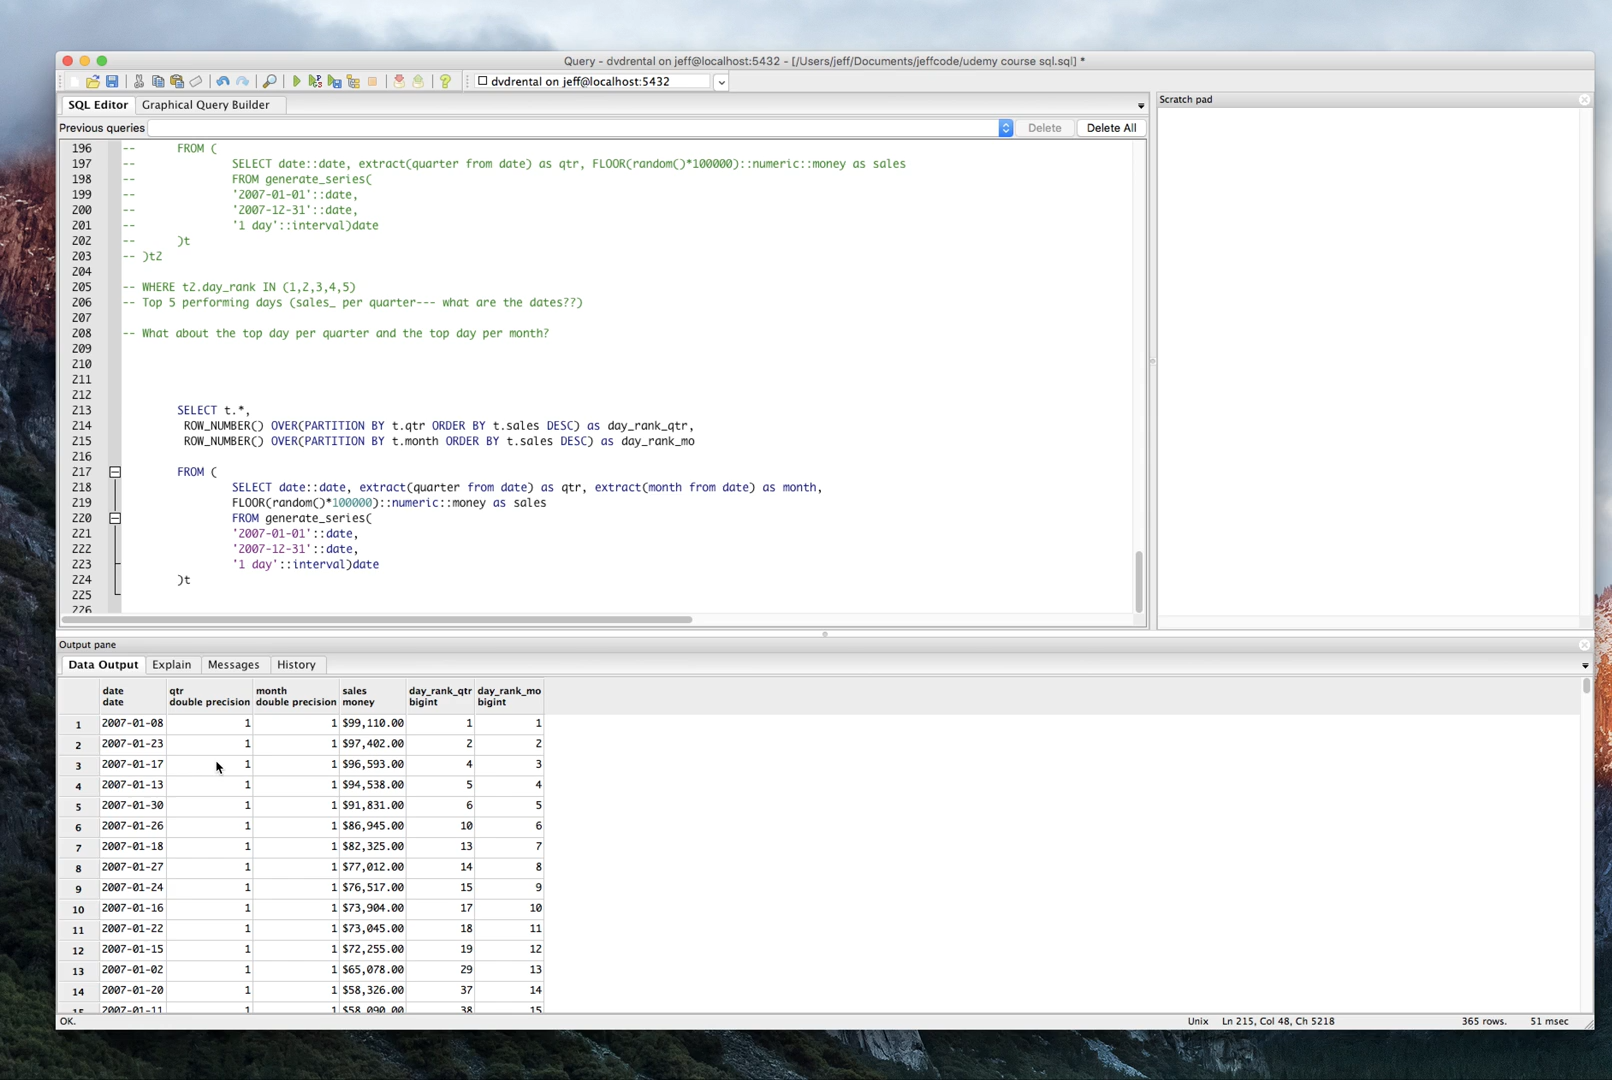 Query - dvdrental on jeff@localhost:5432 - [/Users/jeff/Documents/jeffcode/udemy course sql.sql] *
dvdrental on jeff@localhost:5432
SQL Editor Graphical Query Builder
Scratch pad
Previous queries Delete Delete All
196 -- FROM (
197 -- SELECT date::date, extract(quarter from date) as qtr, FLOOR(random()*100000)::numeric::money as sales
198 -- FROM generate_series(
199 -- '2007-01-01'::date,
200 -- '2007-12-31'::date,
201 -- '1 day'::interval)date
202 -- )t
203 -- )t2
204
205 -- WHERE t2.day_rank IN (1,2,3,4,5)
206 -- Top 5 performing days (sales_ per quarter--- what are the dates??)
207
208 -- What about the top day per quarter and the top day per month?
209
210
211
212
213 SELECT t.*,
214 ROW_NUMBER() OVER(PARTITION BY t.qtr ORDER BY t.sales DESC) as day_rank_qtr,
215 ROW_NUMBER() OVER(PARTITION BY t.month ORDER BY t.sales DESC) as day_rank_mo
216
217 FROM (
218 SELECT date::date, extract(quarter from date) as qtr, extract(month from date) as month,
219 FLOOR(random()*100000)::numeric::money as sales
220 FROM generate_series(
221 '2007-01-01'::date,
222 '2007-12-31'::date,
223 '1 day'::interval)date
224 )t
225
226
Output pane
Data Output Explain Messages History
date qtr month sales day_rank_qtr day_rank_mo
date double precision double precision money bigint bigint
1 2007-01-08 1 1 $99,110.00 1 1
2 2007-01-23 1 1 $97,402.00 2 2
3 2007-01-17 1 1 $96,593.00 4 3
4 2007-01-13 1 1 $94,538.00 5 4
5 2007-01-30 1 1 $91,831.00 6 5
6 2007-01-26 1 1 $86,945.00 10 6
7 2007-01-18 1 1 $82,325.00 13 7
8 2007-01-27 1 1 $77,012.00 14 8
9 2007-01-24 1 1 $76,517.00 15 9
10 2007-01-16 1 1 $73,904.00 17 10
11 2007-01-22 1 1 $73,045.00 18 11
12 2007-01-15 1 1 $72,255.00 19 12
13 2007-01-02 1 1 $65,078.00 29 13
14 2007-01-20 1 1 $58,326.00 37 14
15 2007-01-11 1 1 $58,090.00 38 15
OK. Unix Ln 215, Col 48, Ch 5218 365 rows. 51 msec